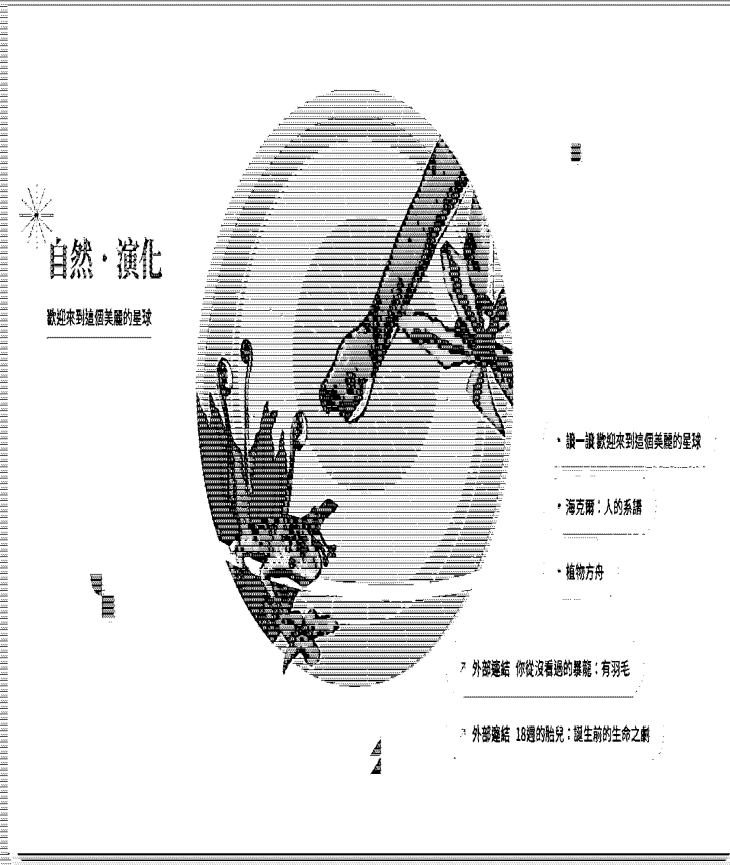 自然·演化
歡迎來到這個美麗的星球
讀一讀 歡迎來到這個美麗的星球
海克爾：人的系譜
植物方舟
外部連結 你從沒看過的暴龍：有羽毛
外部連結 18週的胎兒：誕生前的生命之劇